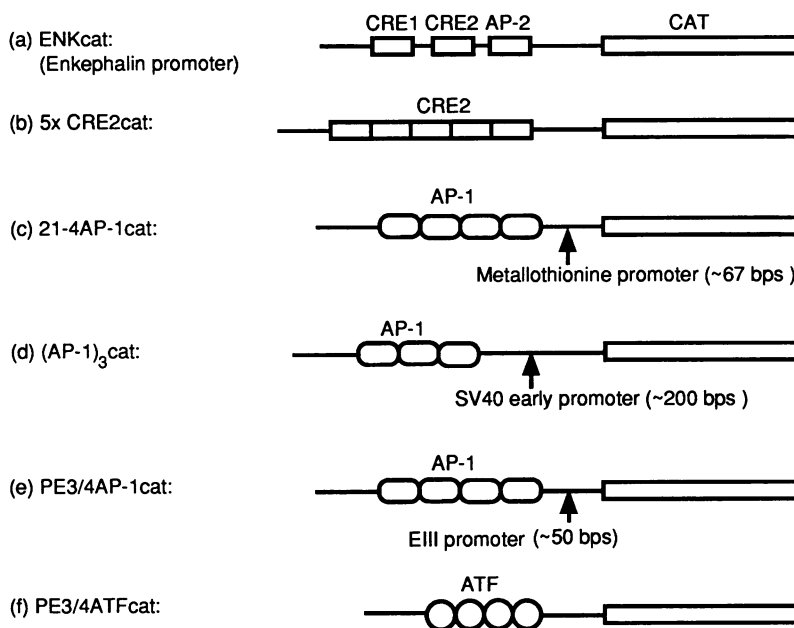 CRE1 CRE2 AP-2 CAT
(a) ENKcat:
(Enkephalin promoter)
CRE2
(b) 5x CRE2cat:
AP-1
(c) 21-4AP-1cat:
Metallothionine promoter (~67 bps )
AP-1
(d) (AP-1)3cat:
SV40 early promoter (~200 bps )
AP-1
(e) PE3/4AP-1cat:
EIII promoter (~50 bps)
ATF
(f) PE3/4ATFcat: